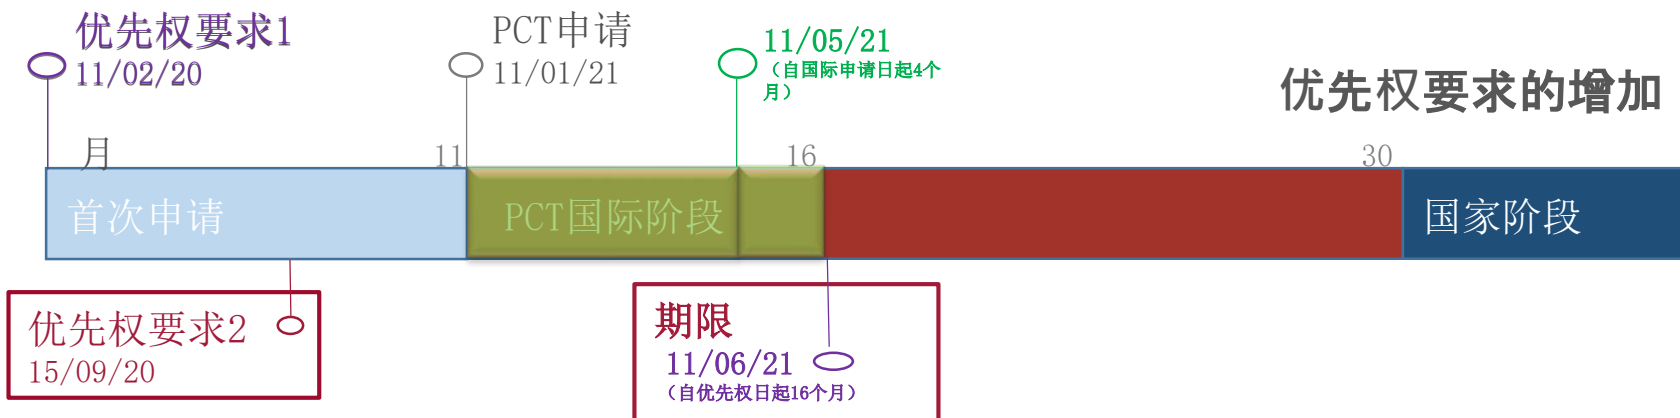 优先权要求1
11/02/20
PCT申请
11/01/21
11/05/21
（自国际申请日起4个
月）
优先权要求的增加
月
11
16
30
首次申请
PCT国际阶段
国家阶段
优先权要求2
15/09/20
期限
11/06/21
（自优先权日起16个月）